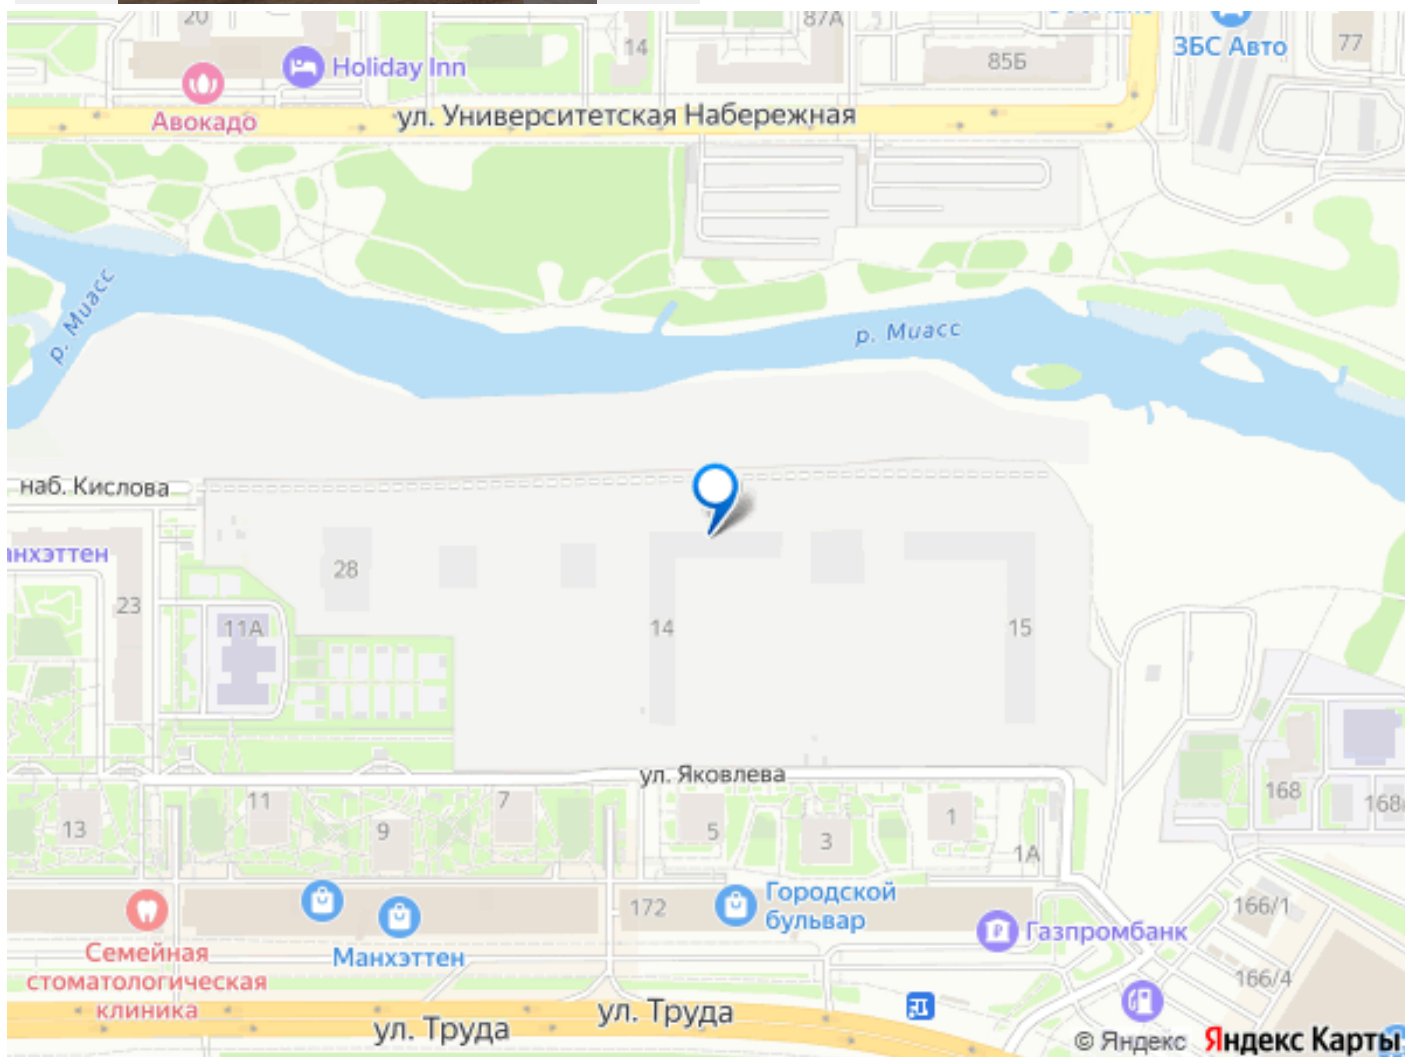 20
87А
14
Holiday Inn
85Б
ЗБС Авто
77
Авокадо
ул. Университетская Набережная
р. Миасс
р. Миасс
наб. Кислова
23
28
11А
14
15
ул. Яковлева
13
11
9
7
5
3
1
1А
168
172
Городской
бульвар
166/1
Газпромбанк
Семейная
стоматологическая
клиника
Манхэттен
166/4
ул. Труда
ул. Труда
© Яндекс Яндекс Карты